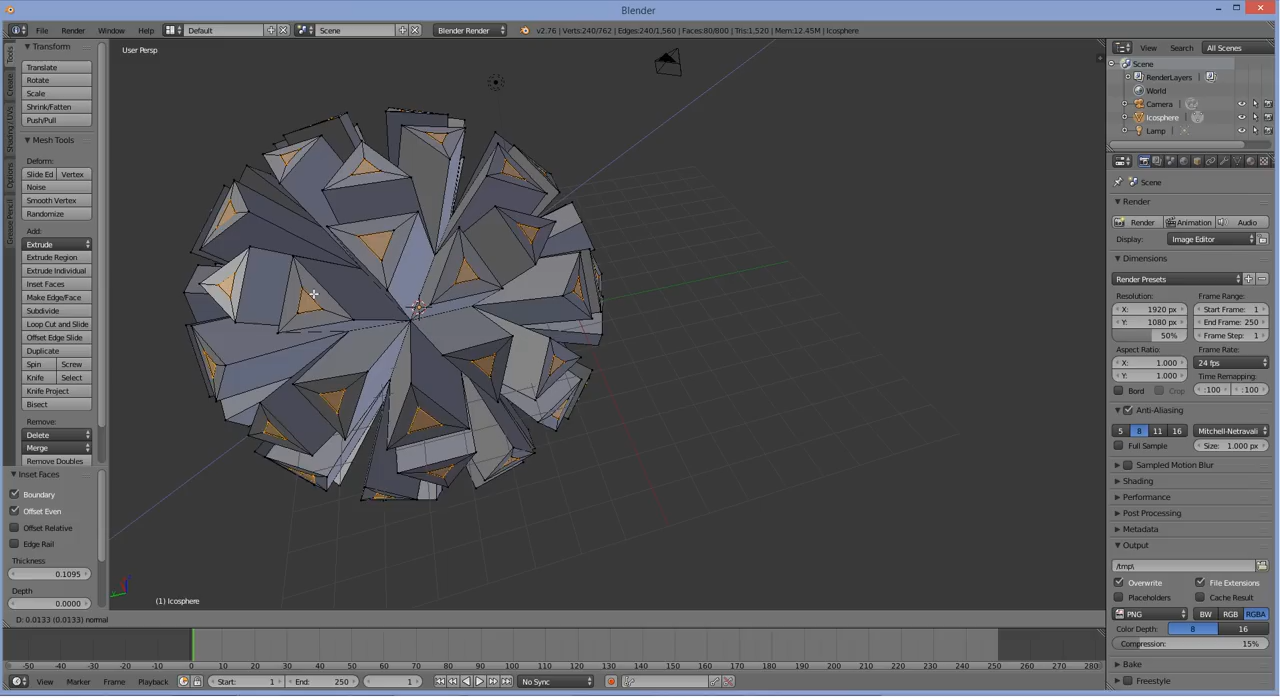 Blender
File Render Window Help Default Scene Blender Render v2.76 | Verts:240/762 | Edges:240/1,560 | Faces:80/800 | Tris:1,520 | Mem:12.45M | Icosphere
Tools
Create
Shading / UVs
Options
Grease Pencil
Transform
Translate
Rotate
Scale
Shrink/Fatten
Push/Pull
Mesh Tools
Deform:
Slide Ed Vertex
Noise
Smooth Vertex
Randomize
Add:
Extrude
Extrude Region
Extrude Individual
Inset Faces
Make Edge/Face
Subdivide
Loop Cut and Slide
Offset Edge Slide
Duplicate
Spin Screw
Knife Select
Knife Project
Bisect
Remove:
Delete
Merge
Remove Doubles
Inset Faces
Boundary
Offset Even
Offset Relative
Edge Rail
Thickness
0.1095
Depth
0.0000
User Persp
(1) Icosphere
D: 0.0133 (0.0133) normal
View Search All Scenes
Scene
RenderLayers
World
Camera
Icosphere
Lamp
Scene
Render
Render Animation Audio
Display: Image Editor
Dimensions
Render Presets
Resolution: Frame Range:
X: 1920 px Start Frame: 1
Y: 1080 px End Frame: 250
50% Frame Step: 1
Aspect Ratio: Frame Rate:
X: 1.000 24 fps
Y: 1.000 Time Remapping:
Bord Crop :100 :100
Anti-Aliasing
5 8 11 16 Mitchell-Netravali
Full Sample Size: 1.000 px
Sampled Motion Blur
Shading
Performance
Post Processing
Metadata
Output
/tmp\
Overwrite File Extensions
Placeholders Cache Result
PNG BW RGB RGBA
Color Depth: 8 16
Compression: 15%
Bake
Freestyle
-50 -40 -30 -20 -10 0 10 20 30 40 50 60 70 80 90 100 110 120 130 140 150 160 170 180 190 200 210 220 230 240 250 260 270 280
View Marker Frame Playback Start: 1 End: 250 1 No Sync